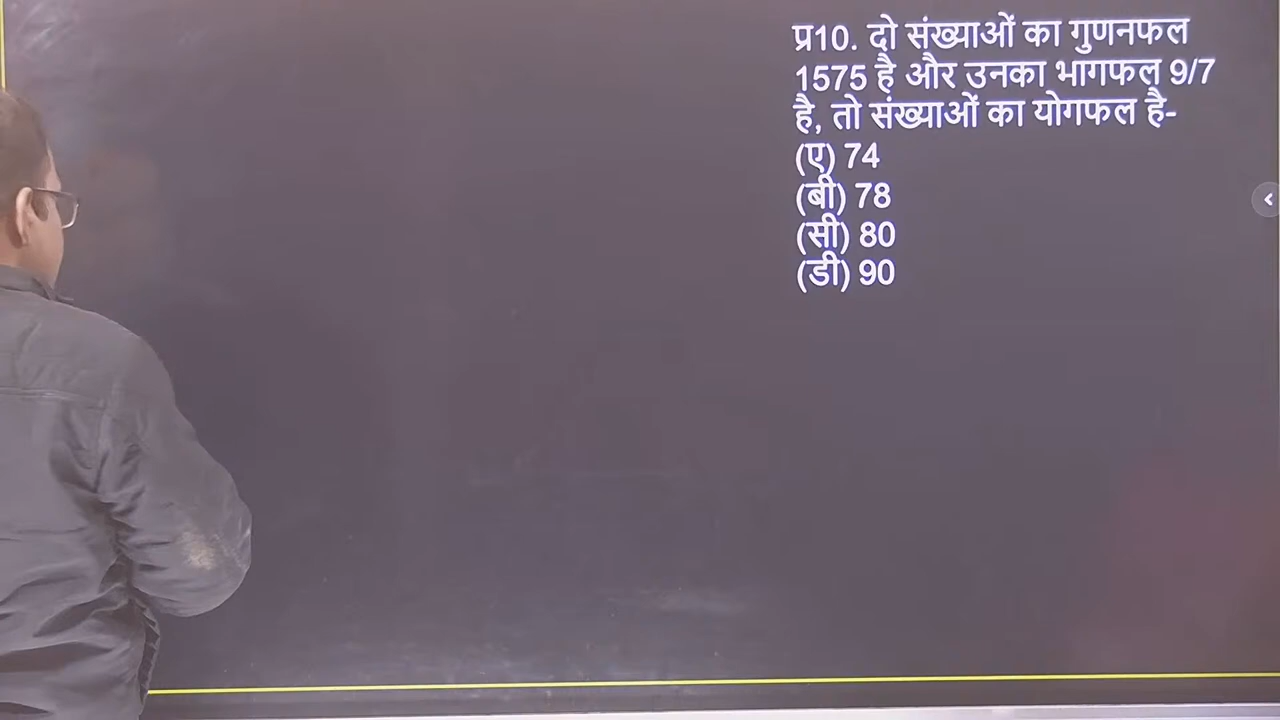 प्र10. दो संख्याओं का गुणनफल
1575 है और उनका भागफल 9/7
है, तो संख्याओं का योगफल है-
(ए) 74
(बी) 78
(सी) 80
(डी) 90